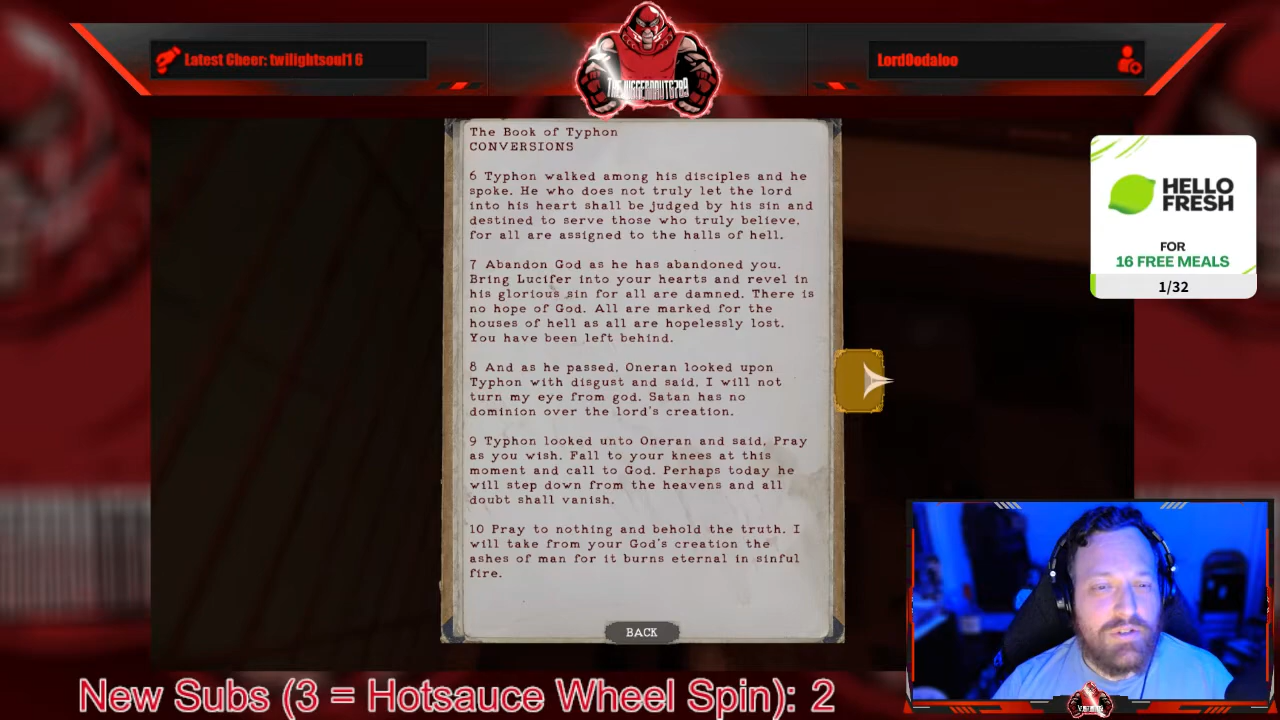 Latest Cheer: twilightsoul1 6
LordOodaloo
The Book of Typhon
CONVERSIONS
6 Typhon walked among his disciples and he
spoke. He who does not truly let the lord
into his heart shall be judged by his sin and
destined to serve those who truly believe,
for all are assigned to the halls of hell.
7 Abandon God as he has abandoned you.
Bring Lucifer into your hearts and revel in
his glorious sin for all are damned. There is
no hope of God. All are marked for the
houses of hell as all are hopelessly lost.
You have been left behind.
8 And as he passed, Oneran looked upon
Typhon with disgust and said, I will not
turn my eye from god. Satan has no
dominion over the lord's creation.
9 Typhon looked unto Oneran and said, Pray
as you wish. Fall to your knees at this
moment and call to God. Perhaps today he
will step down from the heavens and all
doubt shall vanish.
10 Pray to nothing and behold the truth. I
will take from your God's creation the
ashes of man for it burns eternal in sinful
fire.
BACK
HELLO
FRESH
FOR
16 FREE MEALS
1/32
New Subs (3 = Hotsauce Wheel Spin): 2